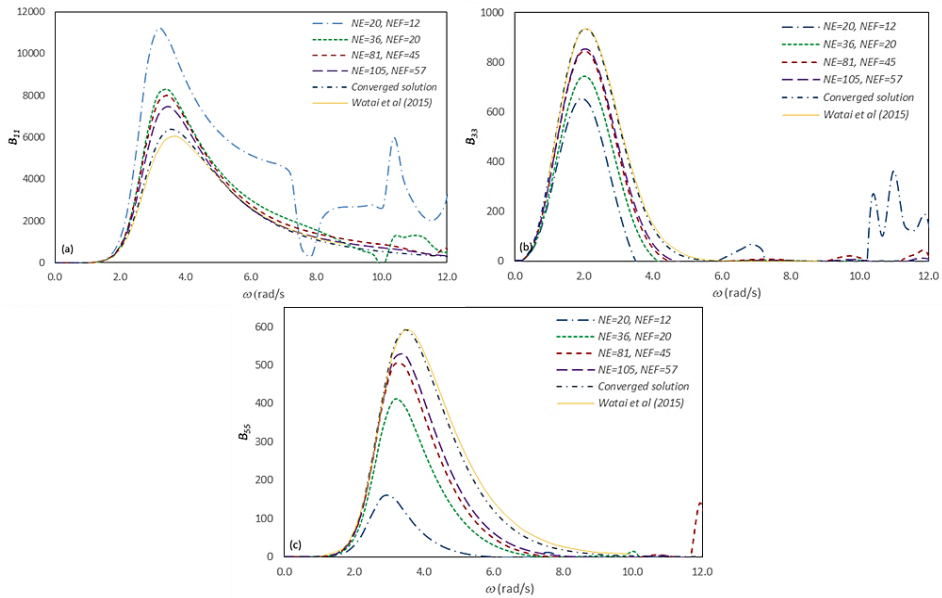 12000
10000
8000
6000
4000
2000
0
B11
0.0 2.0 4.0 6.0 8.0 10.0 12.0
ω (rad/s
(a)
NE=20, NEF=12
NE=36, NEF=20
NE=81, NEF=45
NE=105, NEF=57
Converged solution
Watai et al (2015)
1000
800
600
400
200
0
B33
0.0 2.0 4.0 6.0 8.0 10.0 12.0
ω (rad/s)
(b)
NE=20, NEF=12
NE=36, NEF=20
NE=81, NEF=45
NE=105, NEF=57
Converged solution
Watai et al (2015)
600
500
400
300
200
100
0
B55
0.0 2.0 4.0 6.0 8.0 10.0 12.0
ω (rad/s)
(c)
NE=20, NEF=12
NE=36, NEF=20
NE=81, NEF=45
NE=105, NEF=57
Converged solution
Watai et al (2015)